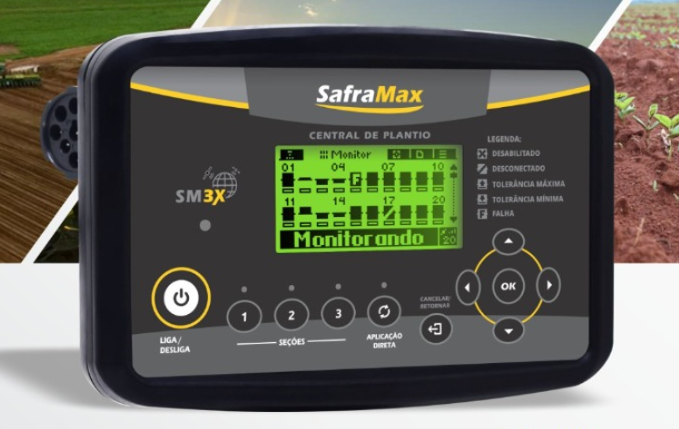 SafraMax
CENTRAL DE PLANTIO
Monitor
01 04 07 10
F
11 14 17 20
Monitorando
20
LEGENDA:
DESABILITADO
DESCONECTADO
TOLERÂNCIA MÁXIMA
TOLERÂNCIA MÍNIMA
F FALHA
SM3X
LIGA/
DESLIGA
1 2 3
SEÇÕES
APLICAÇÃO
DIRETA
CANCELAR/
RETORNAR
OK